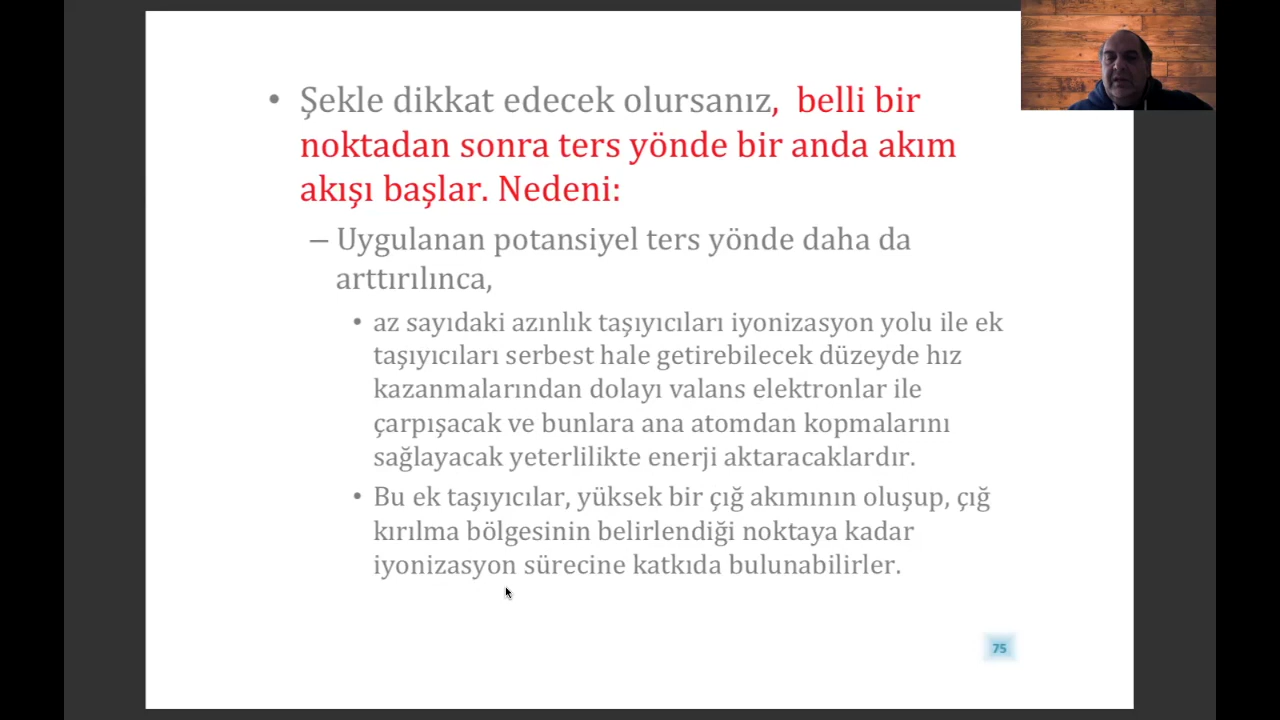 • Şekle dikkat edecek olursanız, belli bir
noktadan sonra ters yönde bir anda akım
akışı başlar. Nedeni:
– Uygulanan potansiyel ters yönde daha da
arttırılınca,
• az sayıdaki azınlık taşıyıcıları iyonizasyon yolu ile ek
taşıyıcıları serbest hale getirebilecek düzeyde hız
kazanmalarından dolayı valans elektronlar ile
çarpışacak ve bunlara ana atomdan kopmalarını
sağlayacak yeterlilikte enerji aktaracaklardır.
• Bu ek taşıyıcılar, yüksek bir çığ akımının oluşup, çığ
kırılma bölgesinin belirlendiği noktaya kadar
iyonizasyon sürecine katkıda bulunabilirler.
75